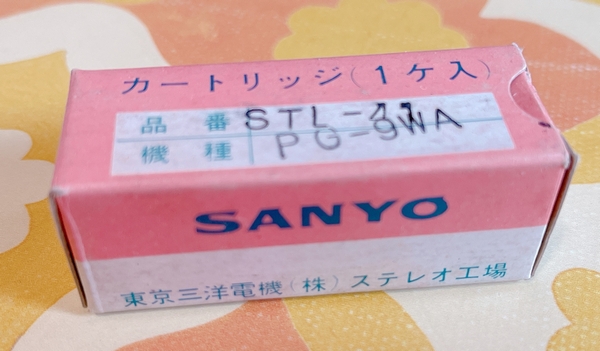 カートリッジ(1ケ入)
品番 STL-41
機種 PG-9WA
SANYO
東京三洋電機(株)ステレオ工場